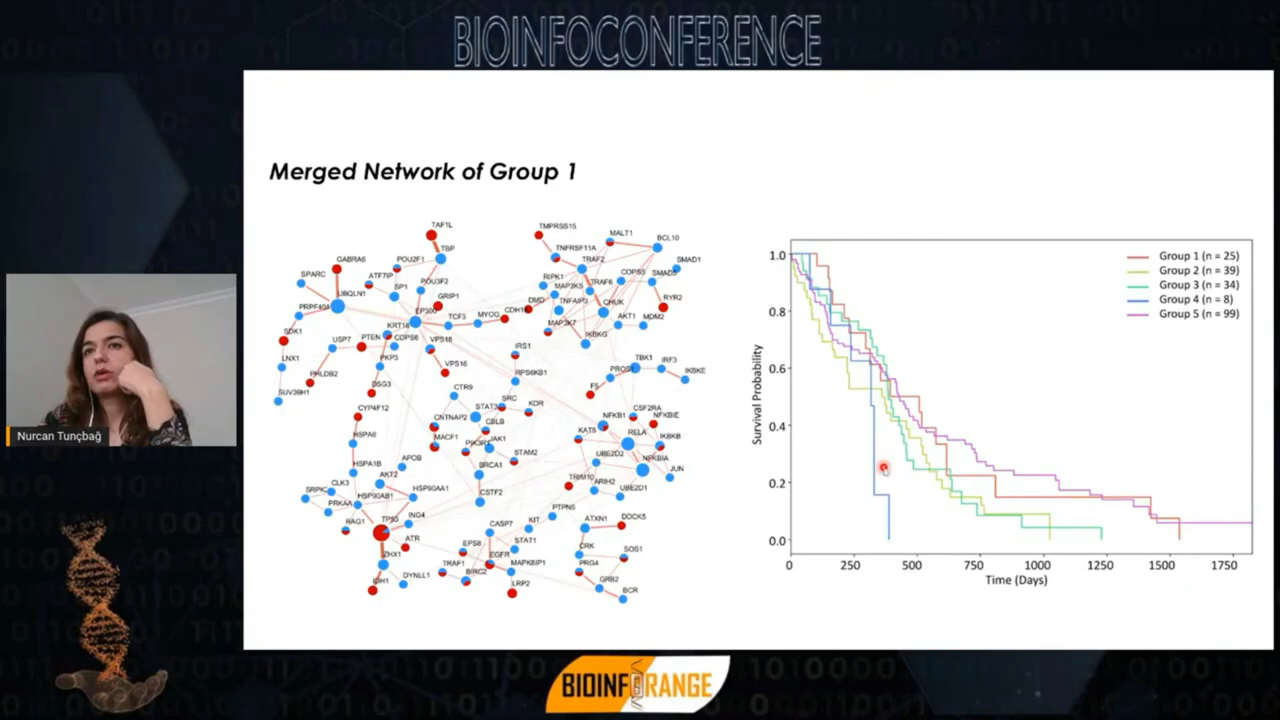 BIOINFOCONFERENCE
Merged Network of Group 1
Nurcan Tunçbağ
TAF1L
TBP
GABRA6
POU2F1
SPARC
ATF7IP
POU3F2
SP1
UBQLN1
GRIP1
PRPF40A
EP300
TCF3
MYOG
CDH18
SDK1
USP7
PTEN
KRT18
COPS6
VPS18
LNX1
PKP3
VPS16
PHLDB2
DSG3
SUV39H1
TMPRSS15
MALT1
BCL10
TNFRSF11A
TRAF2
SMAD1
RIPK1
COPS5
SMAD3
MAP3K5
TRAF6
DMD
TNFAIP3
CHUK
RYR2
MAP3K7
AKT1
MDM2
IKBKG
IRS1
TBK1
IRF3
PROS1
IKBKE
RPS6KB1
F5
CTR9
SRC
KDR
CYP4F12
CNTNAP2
STAT3
CBLB
NFKB1
CSF2RA
NFKBIE
HSPA6
MACF1
PIK3R1
JAK1
KAT5
RELA
IKBKB
STAM2
UBE2D2
NFKBIA
HSPA1B
APOB
BRCA1
JUN
CLK3
AKT2
TRIM10
ARIH2
UBE2D1
SRPK
HSP90AB1
HSP90AA1
CSTF2
PRKAA
PTPN6
RAG1
TP53
ING4
CASP7
KIT
ATXN1
DOCK5
ATR
STAT1
EPS8
CRK
SOS1
ZHX1
EGFR
MAPK8IP1
PRG4
DYNLL1
TRAF1
BIRC2
GRB2
IDH1
LRP2
BCR
Group 1 (n = 25)
Group 2 (n = 39)
Group 3 (n = 34)
Group 4 (n = 8)
Group 5 (n = 99)
Survival Probability
1.0
0.8
0.6
0.4
0.2
0.0
0 250 500 750 1000 1250 1500 1750
Time (Days)
BIOINFORANGE